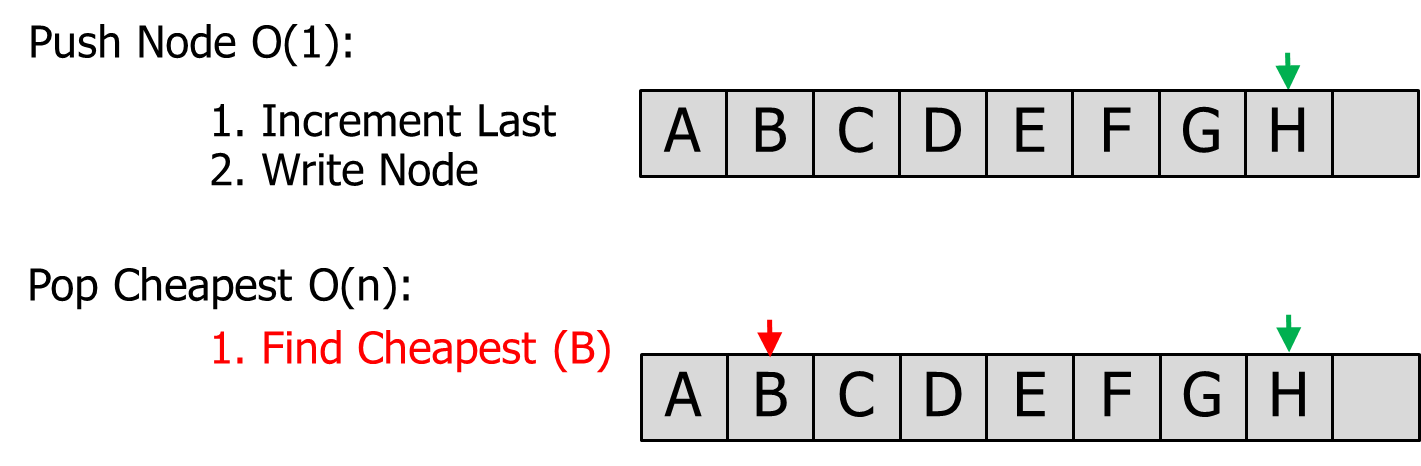 Push Node O(1):
1. Increment Last
2. Write Node
A B C D E F G H
Pop Cheapest O(n):
1. Find Cheapest (B)
A B C D E F G H